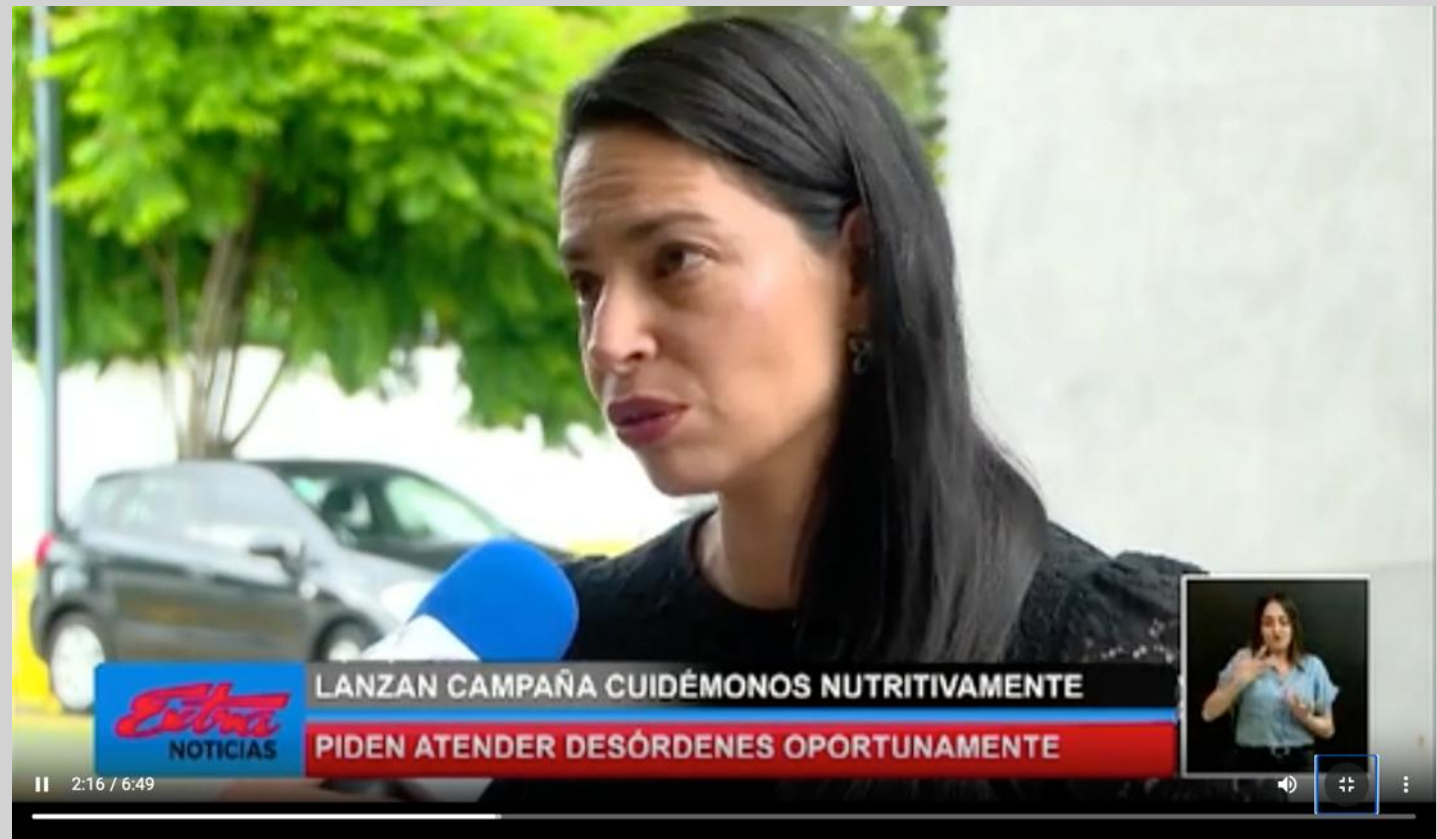 LANZAN CAMPAÑA CUIDÉMONOS NUTRITIVAMENTE
Extra
NOTICIAS
PIDEN ATENDER DESÓRDENES OPORTUNAMENTE
2:16 / 6:49